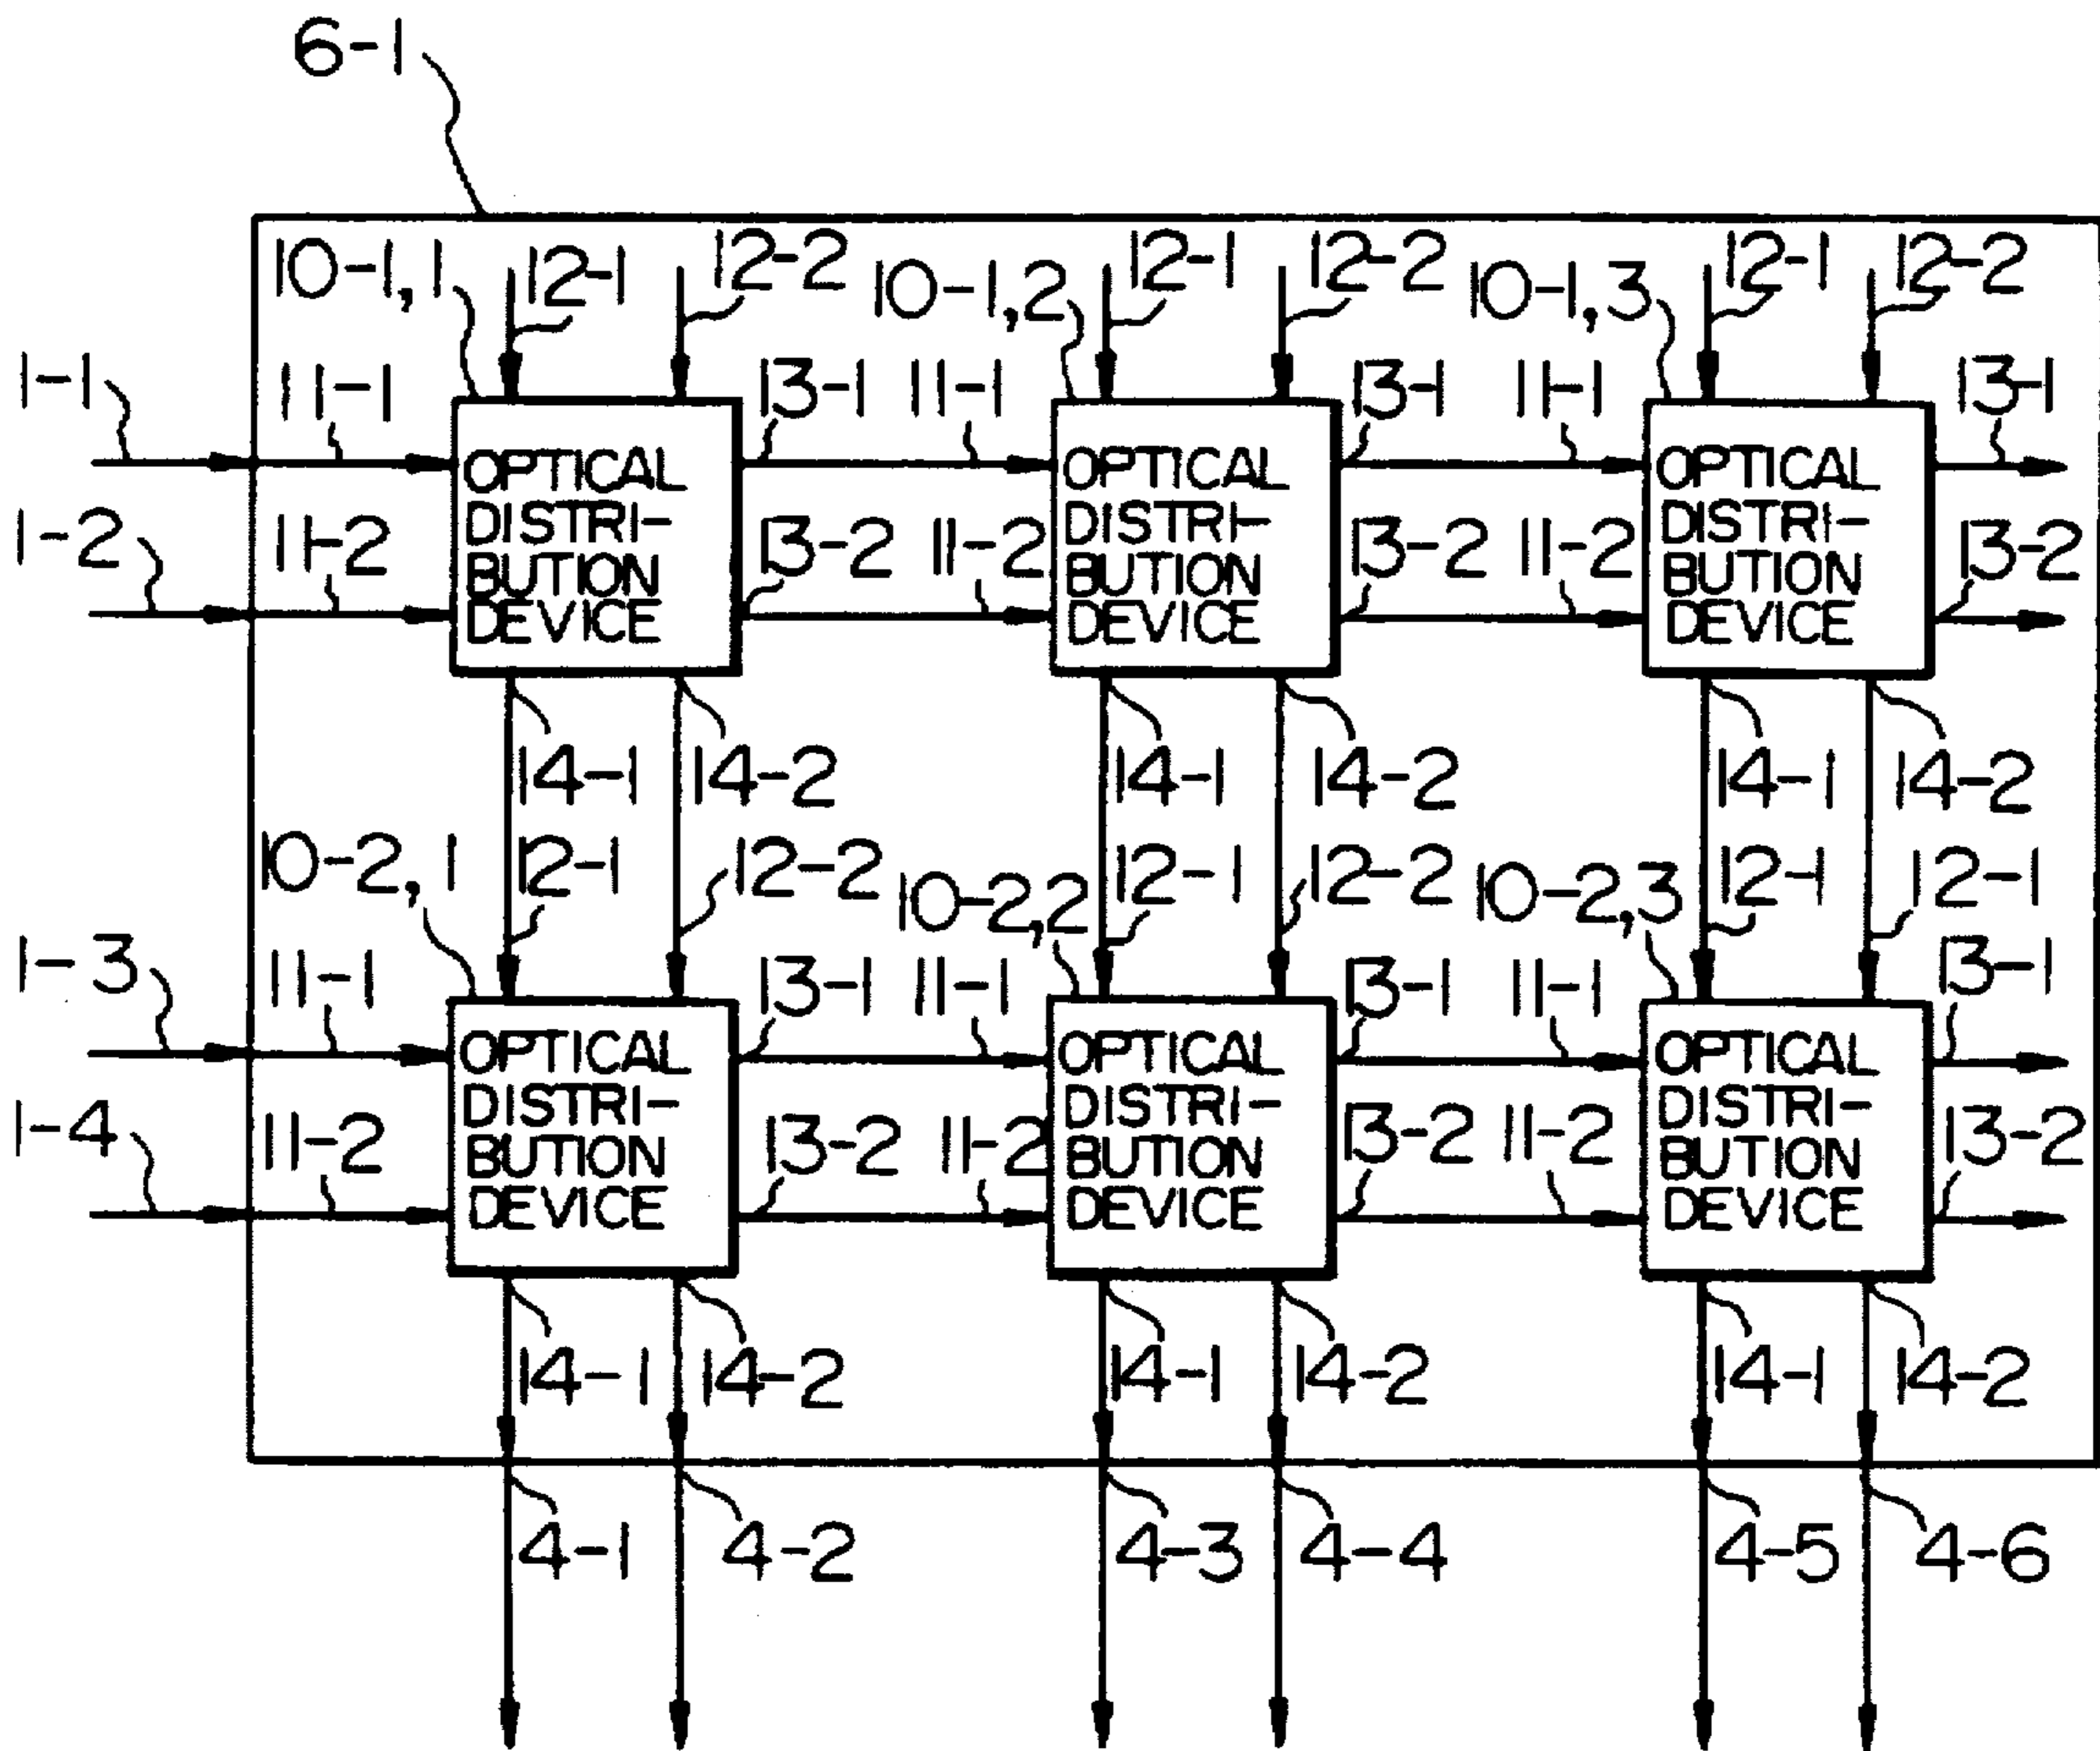 6-1
10-1,1 12-1 12-2 10-1,2 12-1 12-2 10-1,3 12-1 12-2
1-1 11-1 13-1 11-1 13-1 11-1 13-1
OPTICAL DISTRI- BUTION DEVICE
OPTICAL DISTRI- BUTION DEVICE
OPTICAL DISTRI- BUTION DEVICE
1-2 11-2 13-2 11-2 13-2 11-2 13-2
14-1 14-2 14-1 14-2 14-1 14-2
10-2,1 12-1 12-2 10-2,2 12-1 12-2 10-2,3 12-1 12-1
1-3 11-1 13-1 11-1 13-1 11-1 13-1
OPTICAL DISTRI- BUTION DEVICE
OPTICAL DISTRI- BUTION DEVICE
OPTICAL DISTRI- BUTION DEVICE
1-4 11-2 13-2 11-2 13-2 11-2 13-2
14-1 14-2 14-1 14-2 14-1 14-2
4-1 4-2 4-3 4-4 4-5 4-6